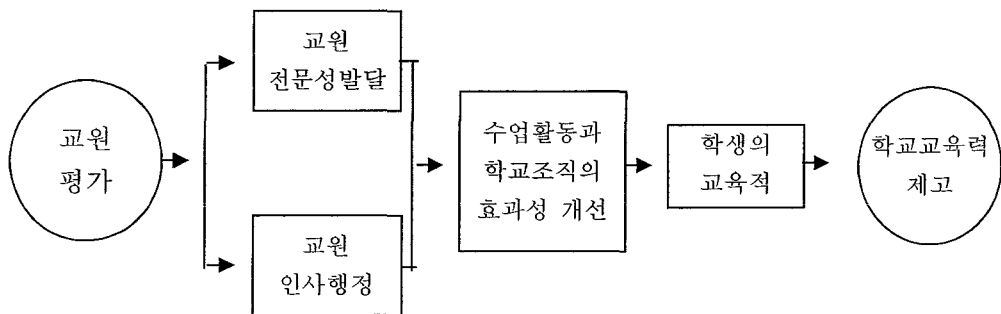 교원
평가
교원
전문성발달
교원
인사행정
수업활동과
학교조직의
효과성 개선
학생의
교육적
학교교육력
제고